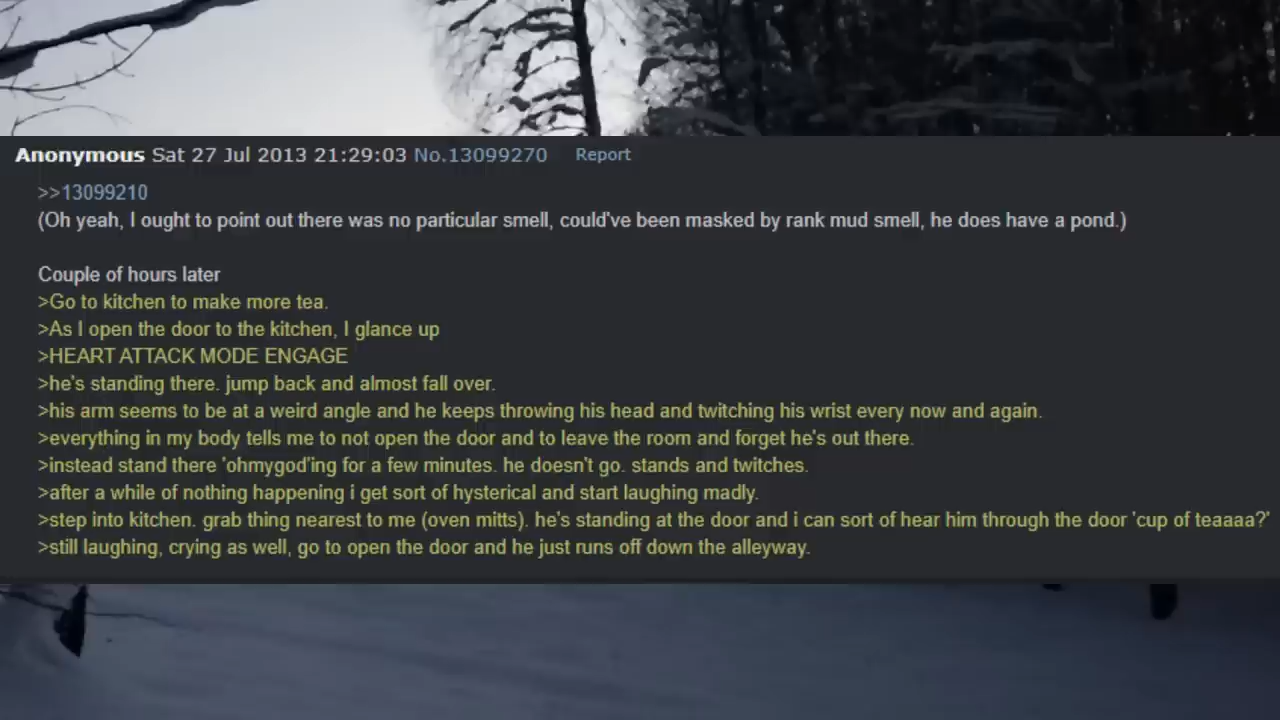 Anonymous Sat 27 Jul 2013 21:29:03 No.13099270 Report
>>13099210
(Oh yeah, I ought to point out there was no particular smell, could've been masked by rank mud smell, he does have a pond.)
Couple of hours later
>Go to kitchen to make more tea.
>As I open the door to the kitchen, I glance up
>HEART ATTACK MODE ENGAGE
>he's standing there. jump back and almost fall over.
>his arm seems to be at a weird angle and he keeps throwing his head and twitching his wrist every now and again.
>everything in my body tells me to not open the door and to leave the room and forget he's out there.
>instead stand there 'ohmygod'ing for a few minutes. he doesn't go. stands and twitches.
>after a while of nothing happening i get sort of hysterical and start laughing madly.
>step into kitchen. grab thing nearest to me (oven mitts). he's standing at the door and i can sort of hear him through the door 'cup of teaaaa?'
>still laughing, crying as well, go to open the door and he just runs off down the alleyway.